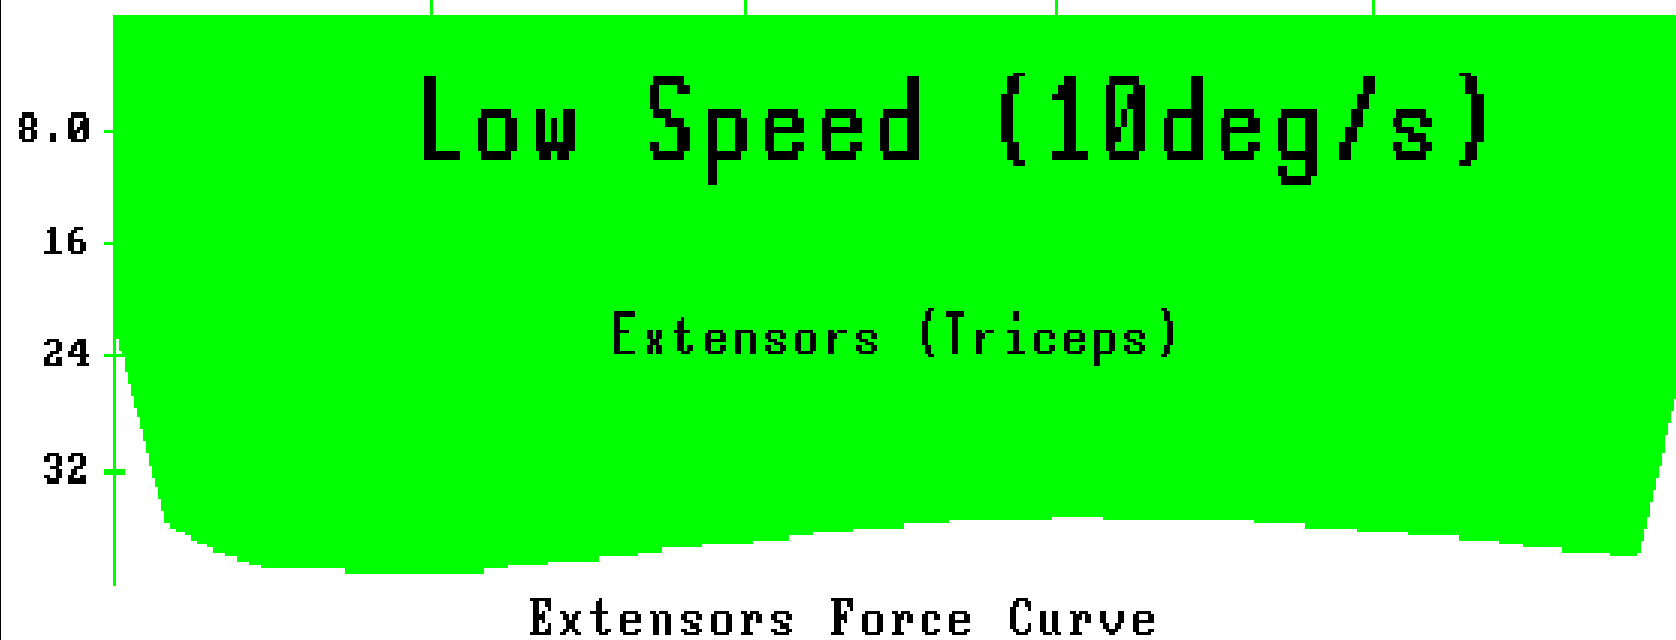 Low Speed (10deg/s)
8.0
16
Extensors (Triceps)
24
32
Extensors Force Curve